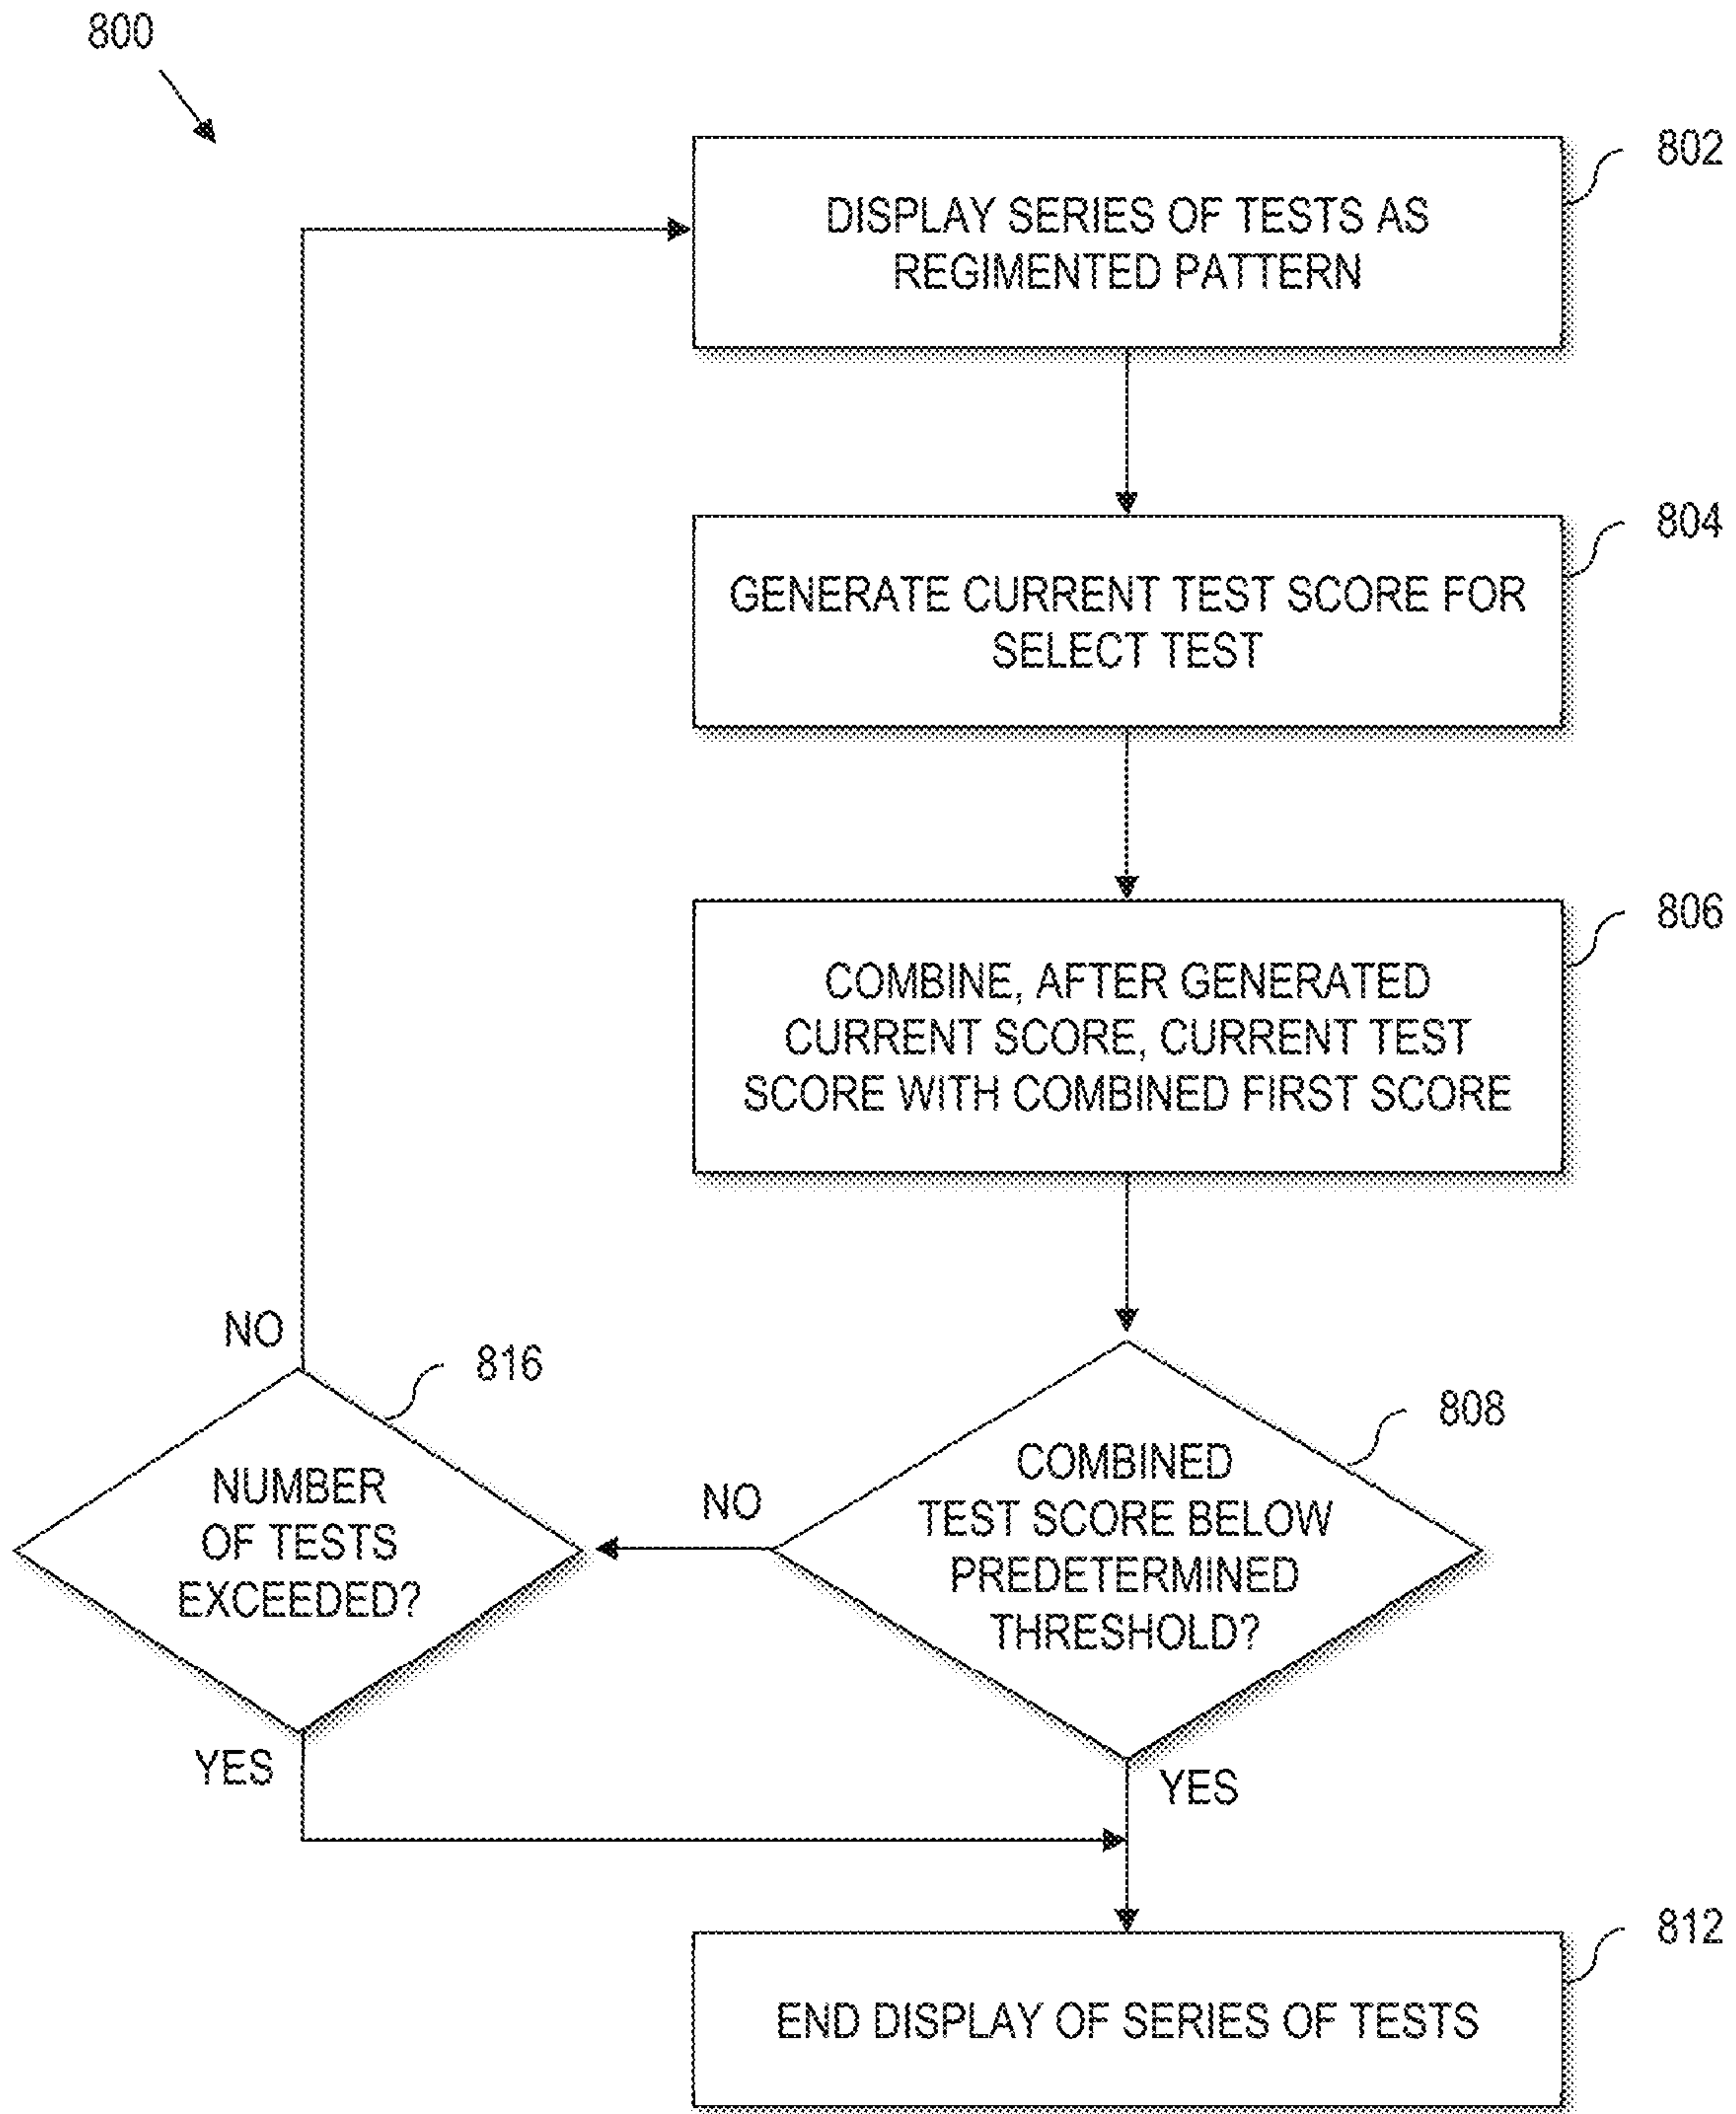 800
802
DISPLAY SERIES OF TESTS AS
REGIMENTED PATTERN
804
GENERATE CURRENT TEST SCORE FOR
SELECT TEST
806
COMBINE, AFTER GENERATED
CURRENT SCORE, CURRENT TEST
SCORE WITH COMBINED FIRST SCORE
NO
816
NUMBER
OF TESTS
EXCEEDED?
YES
NO
808
COMBINED
TEST SCORE BELOW
PREDETERMINED
THRESHOLD?
YES
812
END DISPLAY OF SERIES OF TESTS